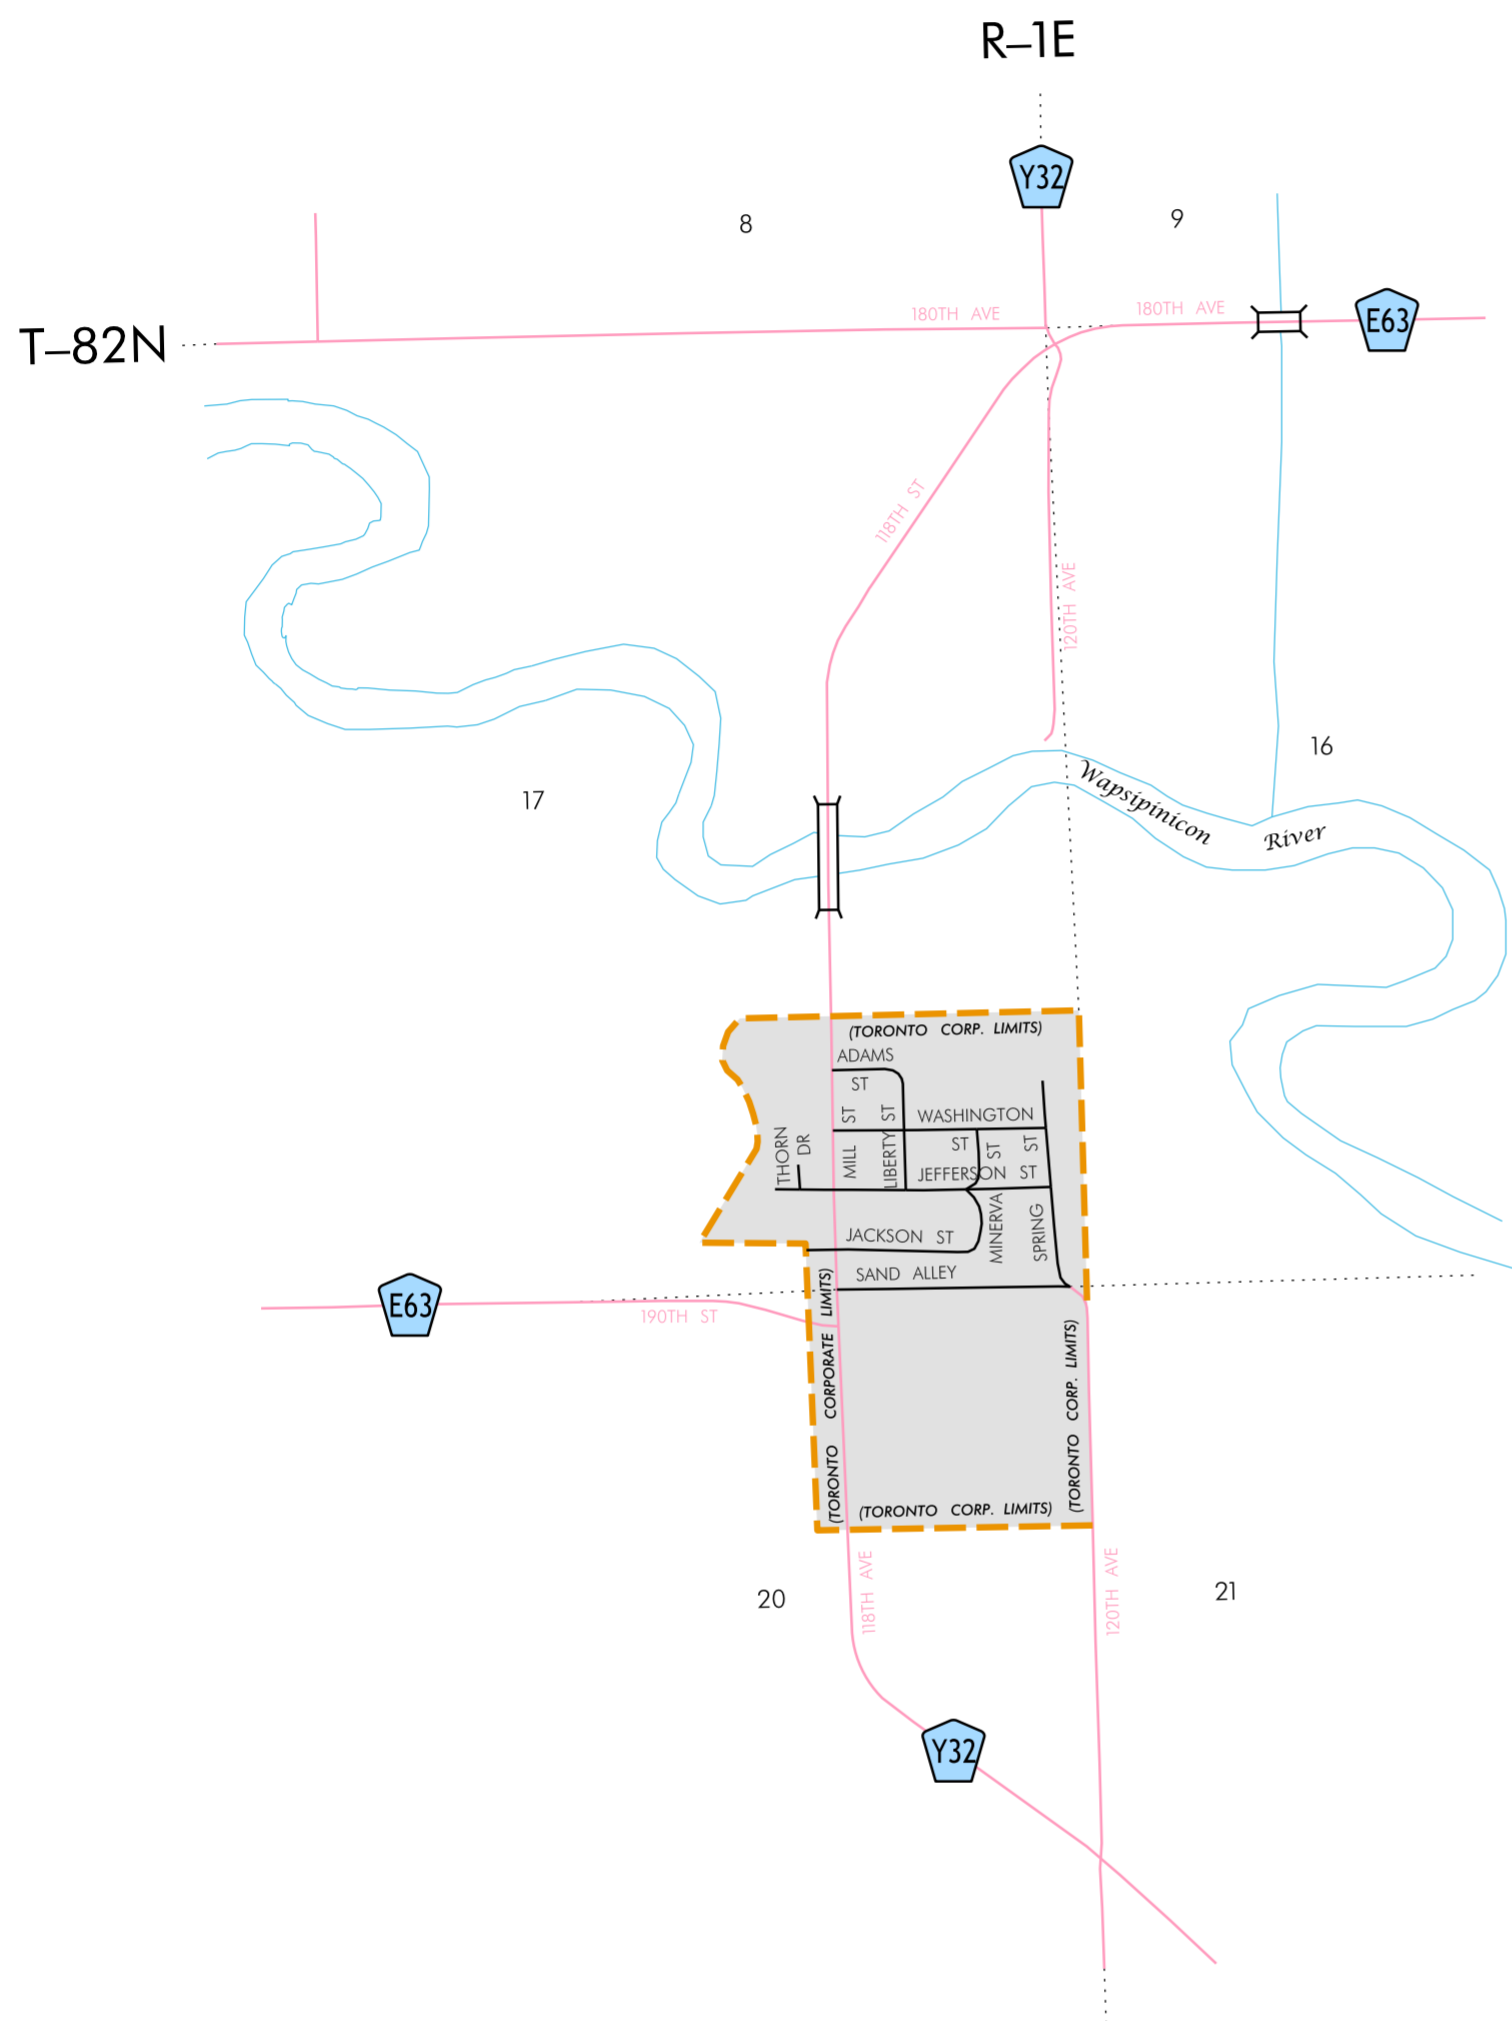 R–1E
Y32
8
9
180TH AVE
180TH AVE
E63
T–82N
118TH ST
120TH AVE
16
17
Wapsipinicon
River
(TORONTO CORP. LIMITS)
ADAMS
ST
MILL ST
LIBERTY ST
WASHINGTON
ST
THORN
DR
JEFFERSON ST
MINERVA ST
SPRING ST
JACKSON ST
SAND ALLEY
E63
190TH ST
(TORONTO CORPORATE LIMITS)
(TORONTO CORP. LIMITS)
(TORONTO CORP. LIMITS)
118TH AVE
120TH AVE
20
21
Y32